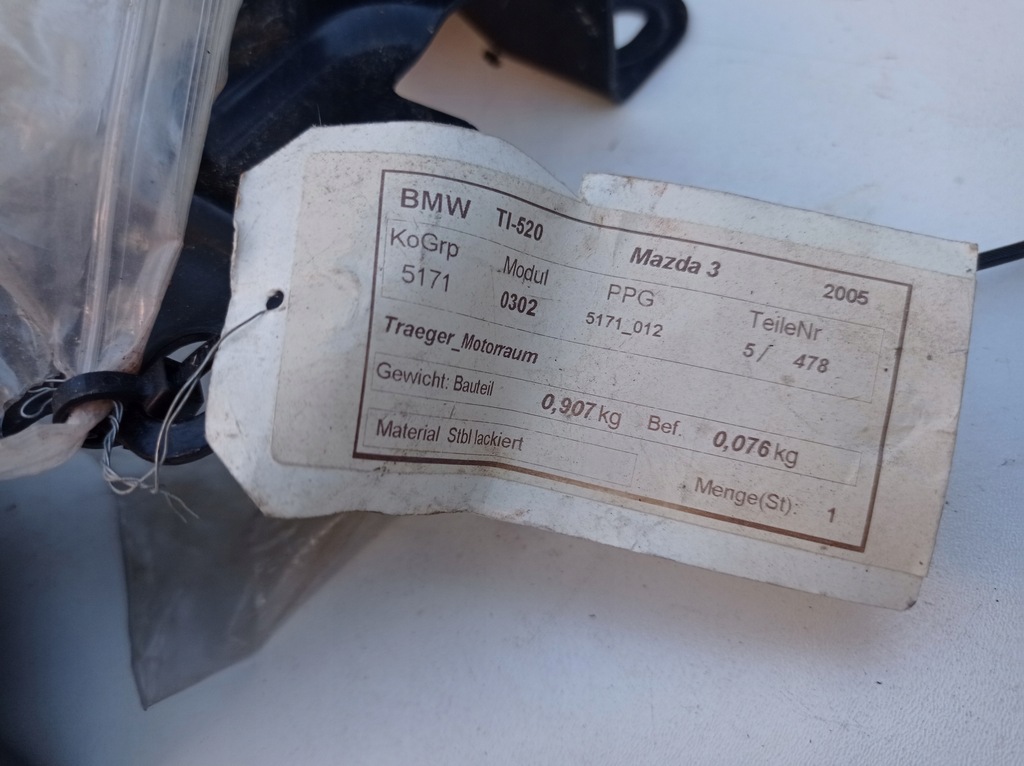 BMW TI-520 Mazda 3 2005
KoGrp Modul PPG TeileNr
5171 0302 5171_012 5 / 478
Traeger_Motorraum
Gewicht: Bauteil 0,907 kg Bef. 0,076 kg
Material Stbl lackiert Menge(St): 1